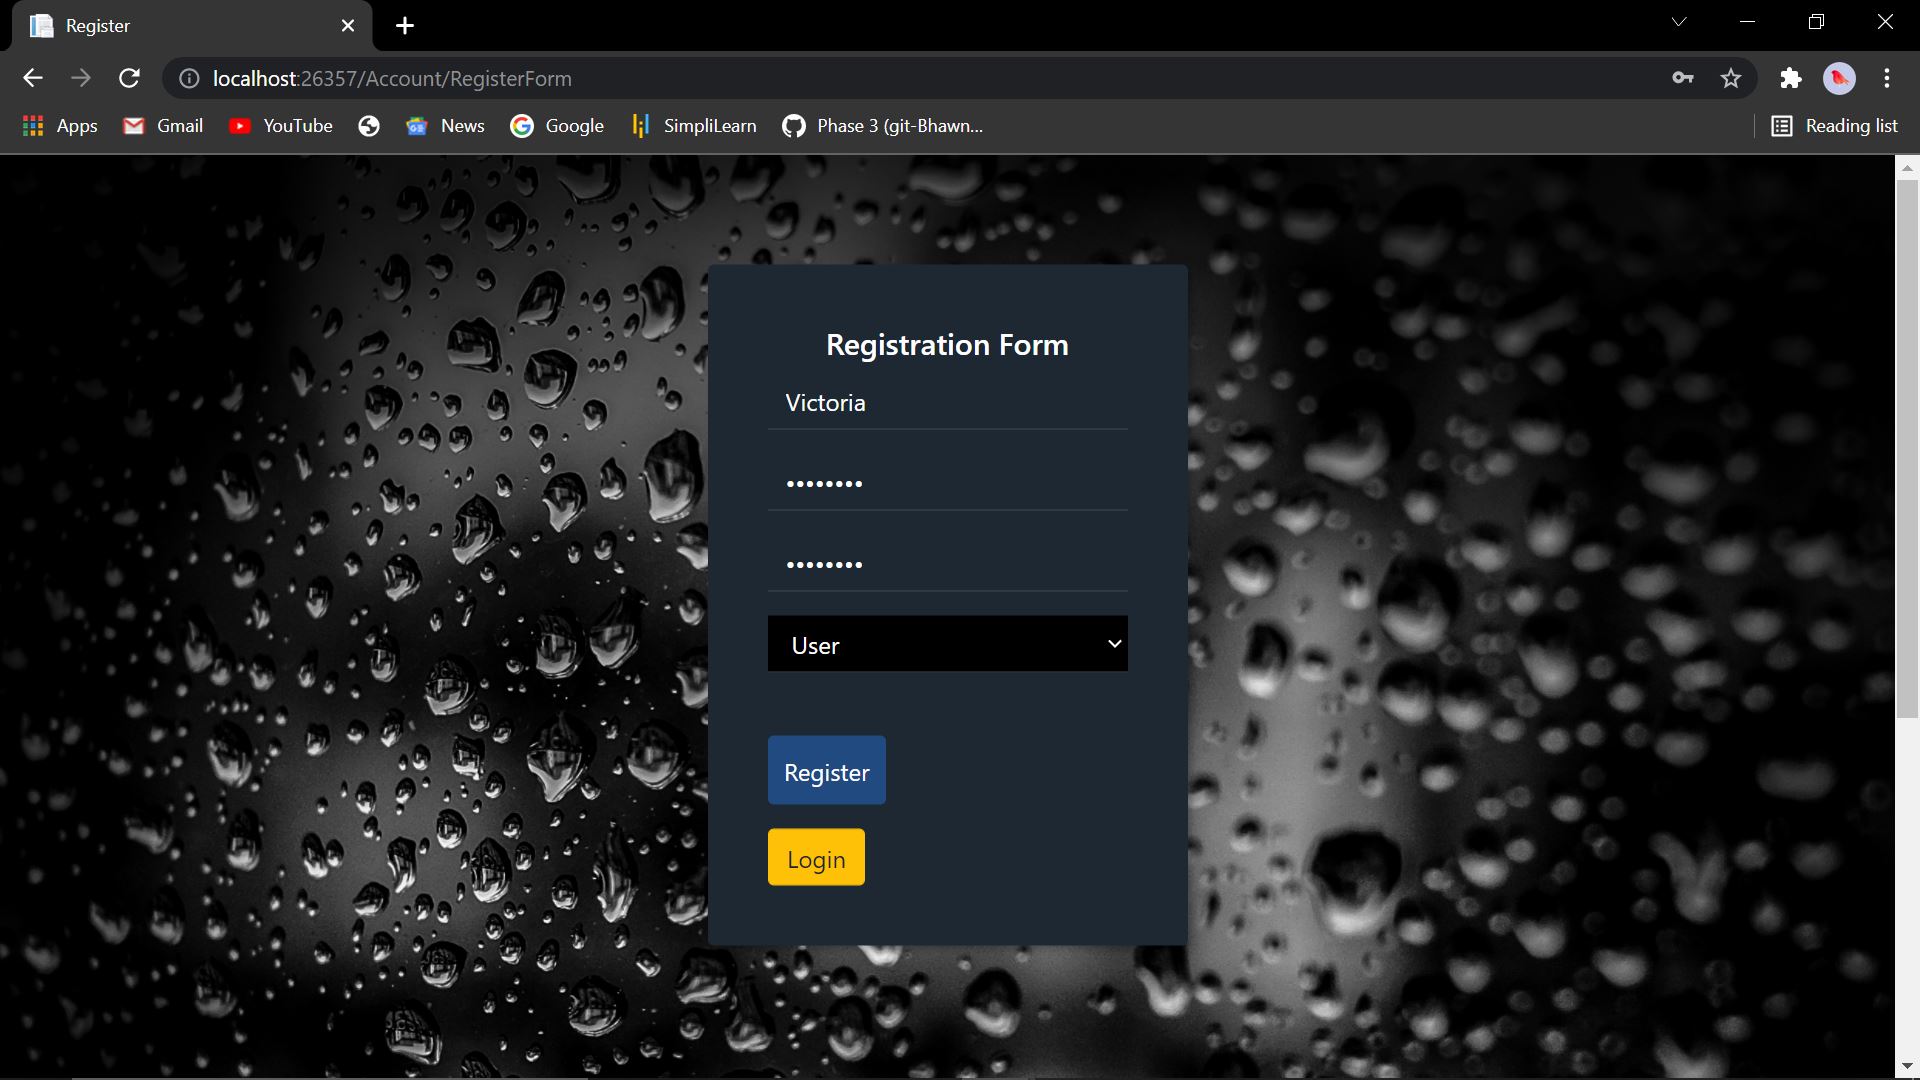 Register
localhost:26357/Account/RegisterForm
Apps Gmail YouTube News Google SimpliLearn Phase 3 (git-Bhawn... Reading list
Registration Form
Victoria
••••••••
••••••••
User
Register
Login